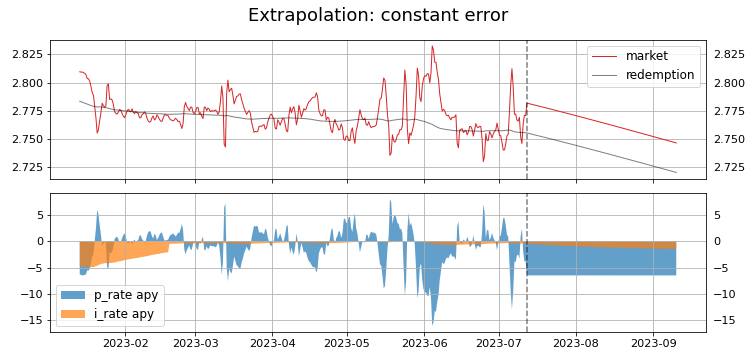 Extrapolation: constant error
2.825 2.825
2.800 2.800
2.775 2.775
2.750 2.750
2.725 2.725
market
redemption
5 5
0 0
−5 −5
−10 −10
−15 −15
p_rate apy
i_rate apy
2023-02 2023-03 2023-04 2023-05 2023-06 2023-07 2023-08 2023-09